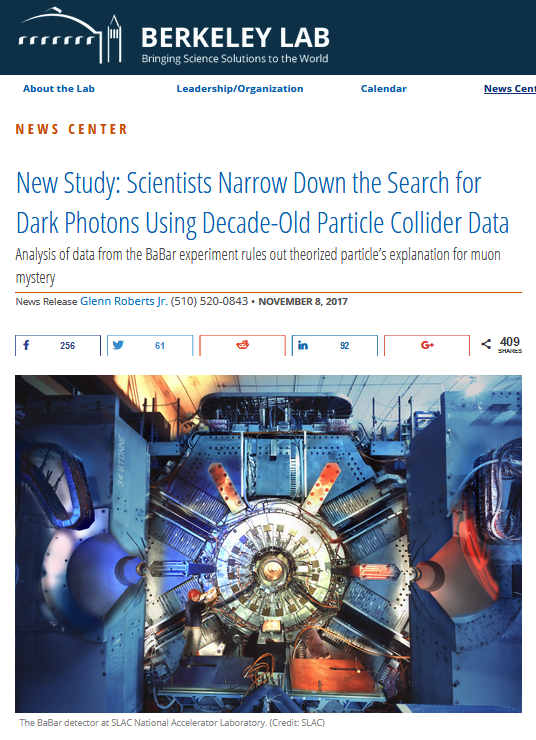 BERKELEY LAB
Bringing Science Solutions to the World
About the Lab Leadership/Organization Calendar News Cent
NEWS CENTER
New Study: Scientists Narrow Down the Search for
Dark Photons Using Decade-Old Particle Collider Data
Analysis of data from the BaBar experiment rules out theorized particle's explanation for muon
mystery
News Release Glenn Roberts Jr. (510) 520-0843 • NOVEMBER 8, 2017
256 61 92 G+ 409
SHARES
34 8 TONNE
The BaBar detector at SLAC National Accelerator Laboratory. (Credit: SLAC)